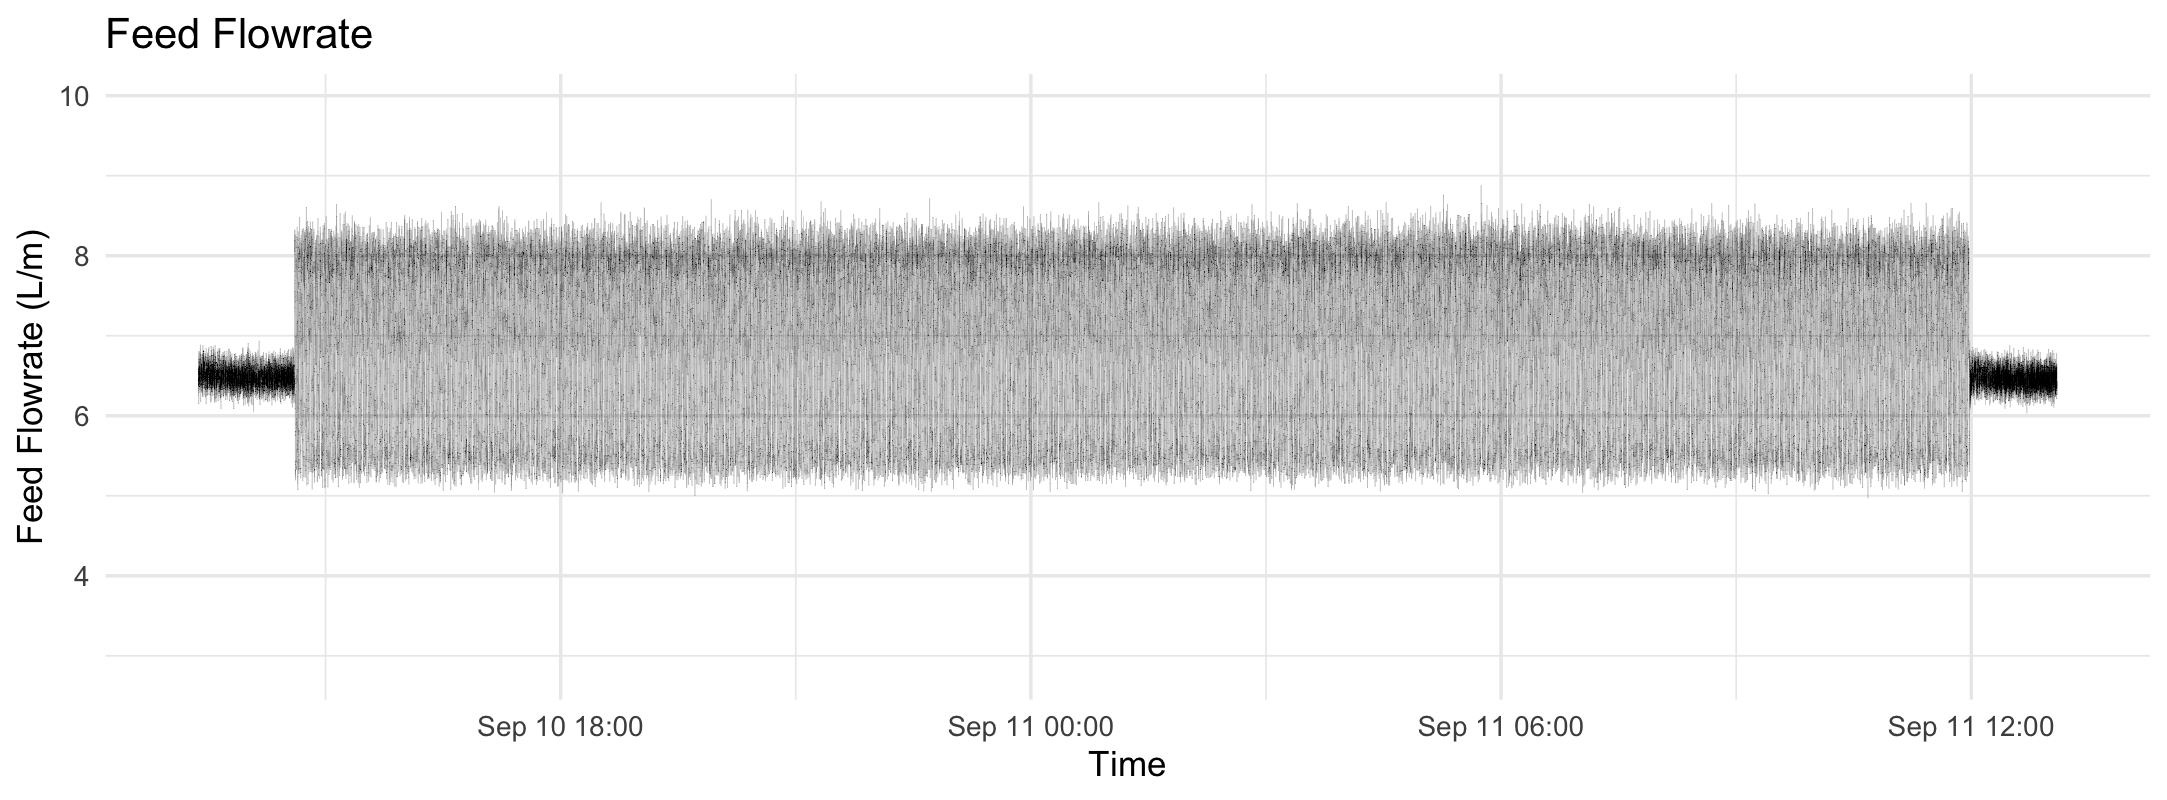 Feed Flowrate
10
8
6
4
Feed Flowrate (L/m)
Sep 10 18:00
Sep 11 00:00
Sep 11 06:00
Sep 11 12:00
Time